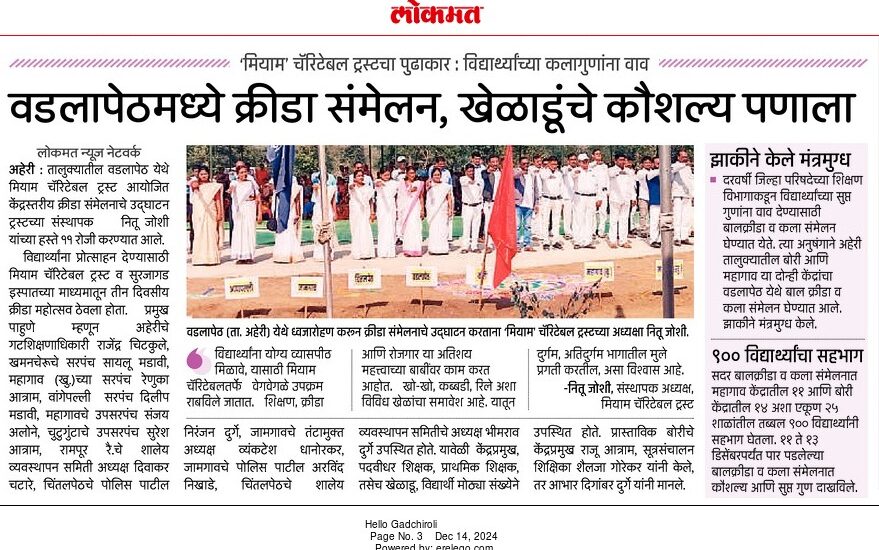 लोकमत
'मियाम' चॅरिटेबल ट्रस्टचा पुढाकार : विद्यार्थ्यांच्या कलागुणांना वाव
वडलापेठमध्ये क्रीडा संमेलन, खेळाडूंचे कौशल्य पणाला
लोकमत न्यूज नेटवर्क
अहेरी : तालुक्यातील वडलापेठ येथे
मियाम चॅरिटेबल ट्रस्ट आयोजित
केंद्रस्तरीय क्रीडा संमेलनाचे उद्घाटन
ट्रस्टच्या संस्थापक नितू जोशी
यांच्या हस्ते ११ रोजी करण्यात आले.
विद्यार्थ्यांना प्रोत्साहन देण्यासाठी
मियाम चॅरिटेबल ट्रस्ट व सुरजागड
इस्पातच्या माध्यमातून तीन दिवसीय
क्रीडा महोत्सव ठेवला होता. प्रमुख
पाहुणे म्हणून अहेरीचे
गटशिक्षणाधिकारी राजेंद्र चिटकुले,
खमनचेरूचे सरपंच सायलू मडावी,
महागाव (खु.)च्या सरपंच रेणुका
आत्राम, वांगेपल्ली सरपंच दिलीप
मडावी, महागावचे उपसरपंच संजय
अलोने, चुटुगुंटाचे उपसरपंच सुरेश
आत्राम, रामपूर रै.चे शालेय
व्यवस्थापन समिती अध्यक्ष दिवाकर
चटारे, चिंतलपेठचे पोलिस पाटील
वडलापेठ (ता. अहेरी) येथे ध्वजारोहण करून क्रीडा संमेलनाचे उद्घाटन करताना 'मियाम' चॅरिटेबल ट्रस्टच्या अध्यक्षा नितू जोशी.
विद्यार्थ्यांना योग्य व्यासपीठ
मिळावे, यासाठी मियाम
चॅरिटेबलतर्फे वेगवेगळे उपक्रम
राबविले जातात. शिक्षण, क्रीडा
आणि रोजगार या अतिशय
महत्त्वाच्या बाबींवर काम करत
आहोत. खो-खो, कब्बडी, रिले अशा
विविध खेळांचा समावेश आहे. यातून
दुर्गम, अतिदुर्गम भागातील मुले
प्रगती करतील, असा विश्वास आहे.
-नितू जोशी, संस्थापक अध्यक्ष,
मियाम चॅरिटेबल ट्रस्ट
निरंजन दुर्गे, जामगावचे तंटामुक्त
अध्यक्ष व्यंकटेश धानोरकर,
जामगावचे पोलिस पाटील अरविंद
निखाडे, चिंतलपेठचे शालेय
व्यवस्थापन समितीचे अध्यक्ष भीमराव
दुर्गे उपस्थित होते. यावेळी केंद्रप्रमुख,
पदवीधर शिक्षक, प्राथमिक शिक्षक,
तसेच खेळाडू, विद्यार्थी मोठ्या संख्येने
उपस्थित होते. प्रास्ताविक बोरीचे
केंद्रप्रमुख राजू आत्राम, सूत्रसंचालन
शिक्षिका शैलजा गोरेकर यांनी केले,
तर आभार दिगांबर दुर्गे यांनी मानले.
झाकीने केले मंत्रमुग्ध
दरवर्षी जिल्हा परिषदेच्या शिक्षण
विभागाकडून विद्यार्थ्यांच्या सुप्त
गुणांना वाव देण्यासाठी
बालक्रीडा व कला संमेलन
घेण्यात येते. त्या अनुषंगाने अहेरी
तालुक्यातील बोरी आणि
महागाव या दोन्ही केंद्रांचा
वडलापेठ येथे बाल क्रीडा व
कला संमेलन घेण्यात आले.
झाकीने मंत्रमुग्ध केले.
९०० विद्यार्थ्यांचा सहभाग
सदर बालक्रीडा व कला संमेलनात
महागाव केंद्रातील ११ आणि बोरी
केंद्रातील १४ अशा एकूण २५
शाळांतील तब्बल ९०० विद्यार्थ्यांनी
सहभाग घेतला. ११ ते १३
डिसेंबरपर्यंत पार पडलेल्या
बालक्रीडा व कला संमेलनात
कौशल्य आणि सुप्त गुण दाखविले.
Hello Gadchiroli
Page No. 3 Dec 14, 2024
Powered by: erelego.com